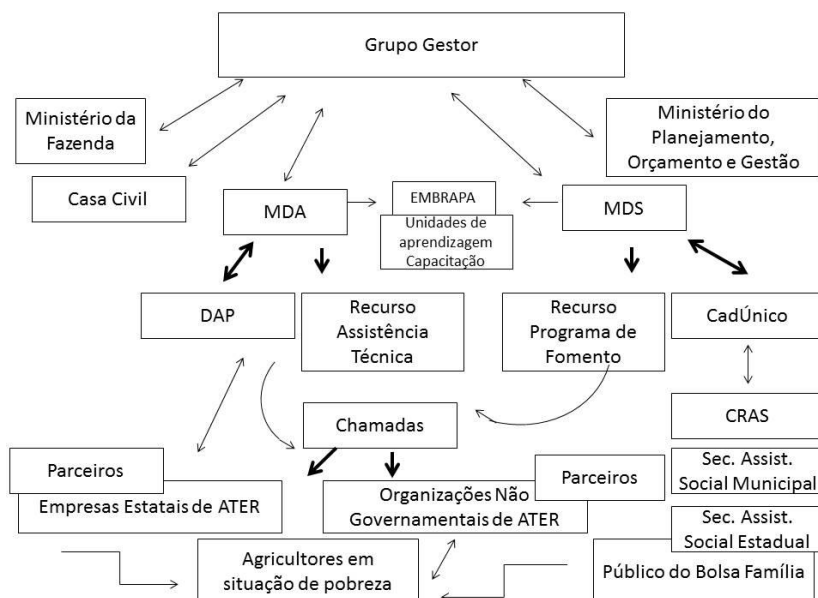 Grupo Gestor
Ministério da
Fazenda
Ministério do
Planejamento,
Orçamento e Gestão
Casa Civil
MDA
EMBRAPA
Unidades de
aprendizagem
Capacitação
MDS
DAP
Recurso
Assistência
Técnica
Recurso
Programa de
Fomento
CadÚnico
Chamadas
CRAS
Parceiros
Empresas Estatais de ATER
Organizações Não
Governamentais de ATER
Parceiros
Sec. Assist.
Social Municipal
Sec. Assist.
Social Estadual
Agricultores em
situação de pobreza
Público do Bolsa Família